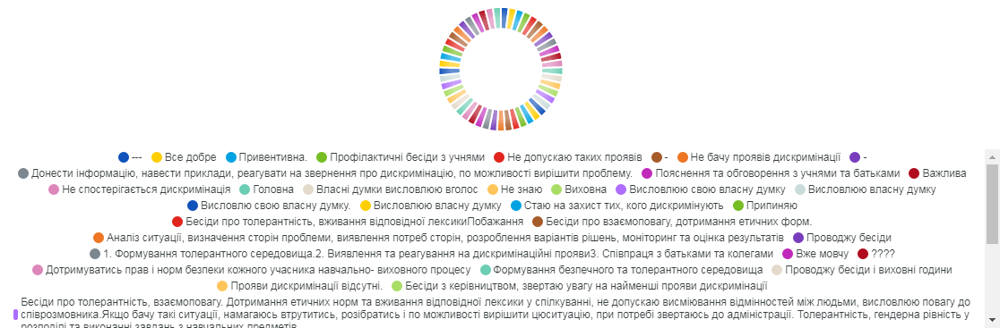 --- Все добре Привентивна. Профілактичні бесіди з учнями Не допускаю таких проявів - Не бачу проявів дискримінації -
Донести інформацію, навести приклади, реагувати на звернення про дискримінацію, по можливості вирішити проблему. Пояснення та обговорення з учнями та батьками Важлива
Не спостерігається дискримінація Головна Власні думки висловлюю вголос Не знаю Виховна Висловлюю свою власну думку Висловлюю власну думку
Висловлю свою власну думку. Висловлюю власну думку Стаю на захист тих, кого дискримінують Припиняю
Бесіди про толерантність, вживання відповідної лексикиПобажання Бесіди про взаємоповагу, дотримання етичних форм.
Аналіз ситуації, визначення сторін проблеми, виявлення потреб сторін, розроблення варіантів рішень, моніторинг та оцінка результатів Проводжу бесіди
1. Формування толерантного середовища.2. Виявлення та реагування на дискримінаційні прояви3. Співпраця з батьками та колегами Вже мовчу ????
Дотримуватись прав і норм безпеки кожного учасника навчально- виховного процесу Формування безпечного та толерантного середовища Проводжу бесіди і виховні години
Прояви дискримінації відсутні. Бесіди з керівництвом, звертаю увагу на найменші прояви дискримінації
Бесіди про толерантність, взаємоповагу. Дотримання етичних норм та вживання відповідної лексики у спілкуванні, не допускаю висміювання відмінностей між людьми, висловлюю повагу до
співрозмовника.Якщо бачу такі ситуації, намагаюсь втрутитись, розібратись і по можливості вирішити цюситуацію, при потребі звертаюсь до адміністрації. Толерантність, гендерна рівність у
розподілі та виконанні завдань з навчальних предметів